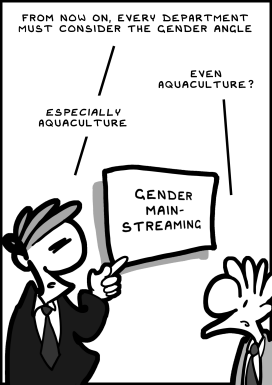 FROM NOW ON, EVERY DEPARTMENT
MUST CONSIDER THE GENDER ANGLE
EVEN
AQUACULTURE?
ESPECIALLY
AQUACULTURE
GENDER
MAIN-
STREAMING